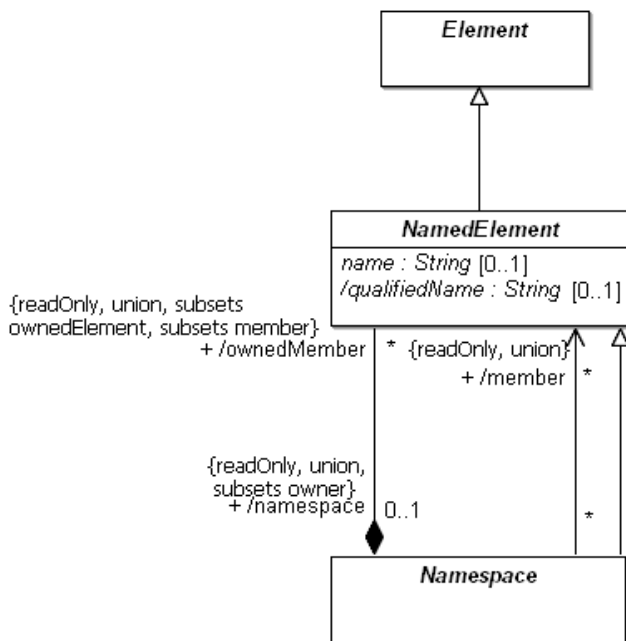 Element
NamedElement
name : String [0..1]
/qualifiedName : String [0..1]
{readOnly, union, subsets
ownedElement, subsets member}
+ /ownedMember
*
{readOnly, union}
+ /member
*
{readOnly, union,
subsets owner}
+ /namespace
0..1
*
Namespace